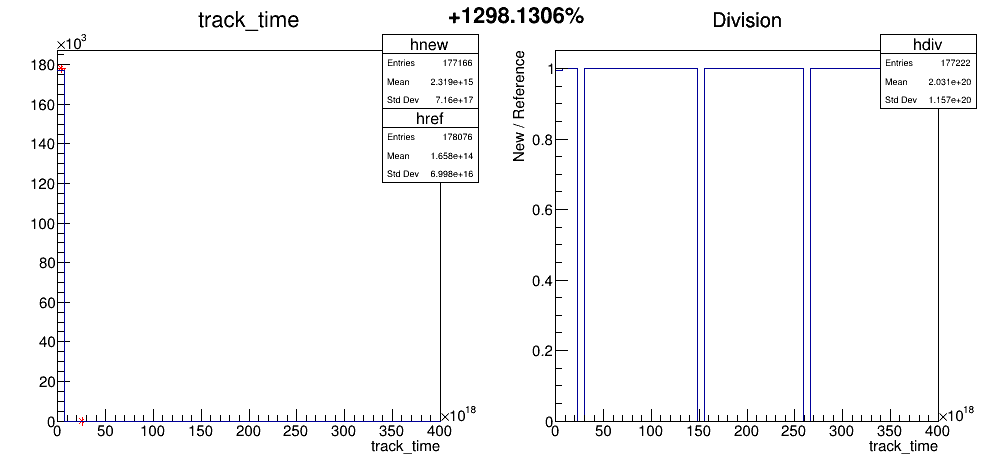 +1298.1306%
track_time
×10³
180
160
140
120
100
80
60
40
20
0
0 50 100 150 200 250 300 350 400
×10¹⁸
track_time
hnew
Entries 177166
Mean 2.319e+15
Std Dev 7.16e+17
href
Entries 178076
Mean 1.658e+14
Std Dev 6.998e+16
Division
New / Reference
1
0.8
0.6
0.4
0.2
0
0 50 100 150 200 250 300 350 400
×10¹⁸
track_time
hdiv
Entries 177222
Mean 2.031e+20
Std Dev 1.157e+20